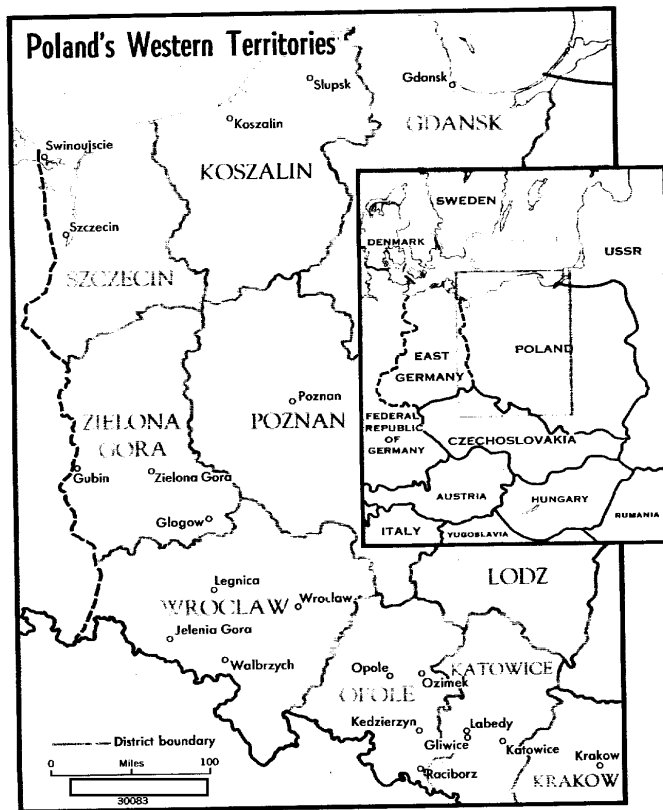 Poland's Western Territories
Slupsk
Gdansk
Koszalin
GDANSK
Swinoujscie
KOSZALIN
Szczecin
SZCZECIN
SWEDEN
DENMARK
USSR
EAST
GERMANY
POLAND
FEDERAL
REPUBLIC
OF
GERMANY
CZECHOSLOVAKIA
AUSTRIA
HUNGARY
RUMANIA
ITALY
YUGOSLAVIA
Poznan
ZIELONA
GORA
POZNAN
Gubin
Zielona Gora
Glogow
LODZ
Legnica
WROCLAW
Wroclaw
Jelenia Gora
Walbrzych
Opole
OPOLE
Ozimek
KATOWICE
Kedzierzyn
Labedy
Gliwice
Katowice
Raciborz
Krakow
KRAKOW
District boundary
0 Miles 100
30083